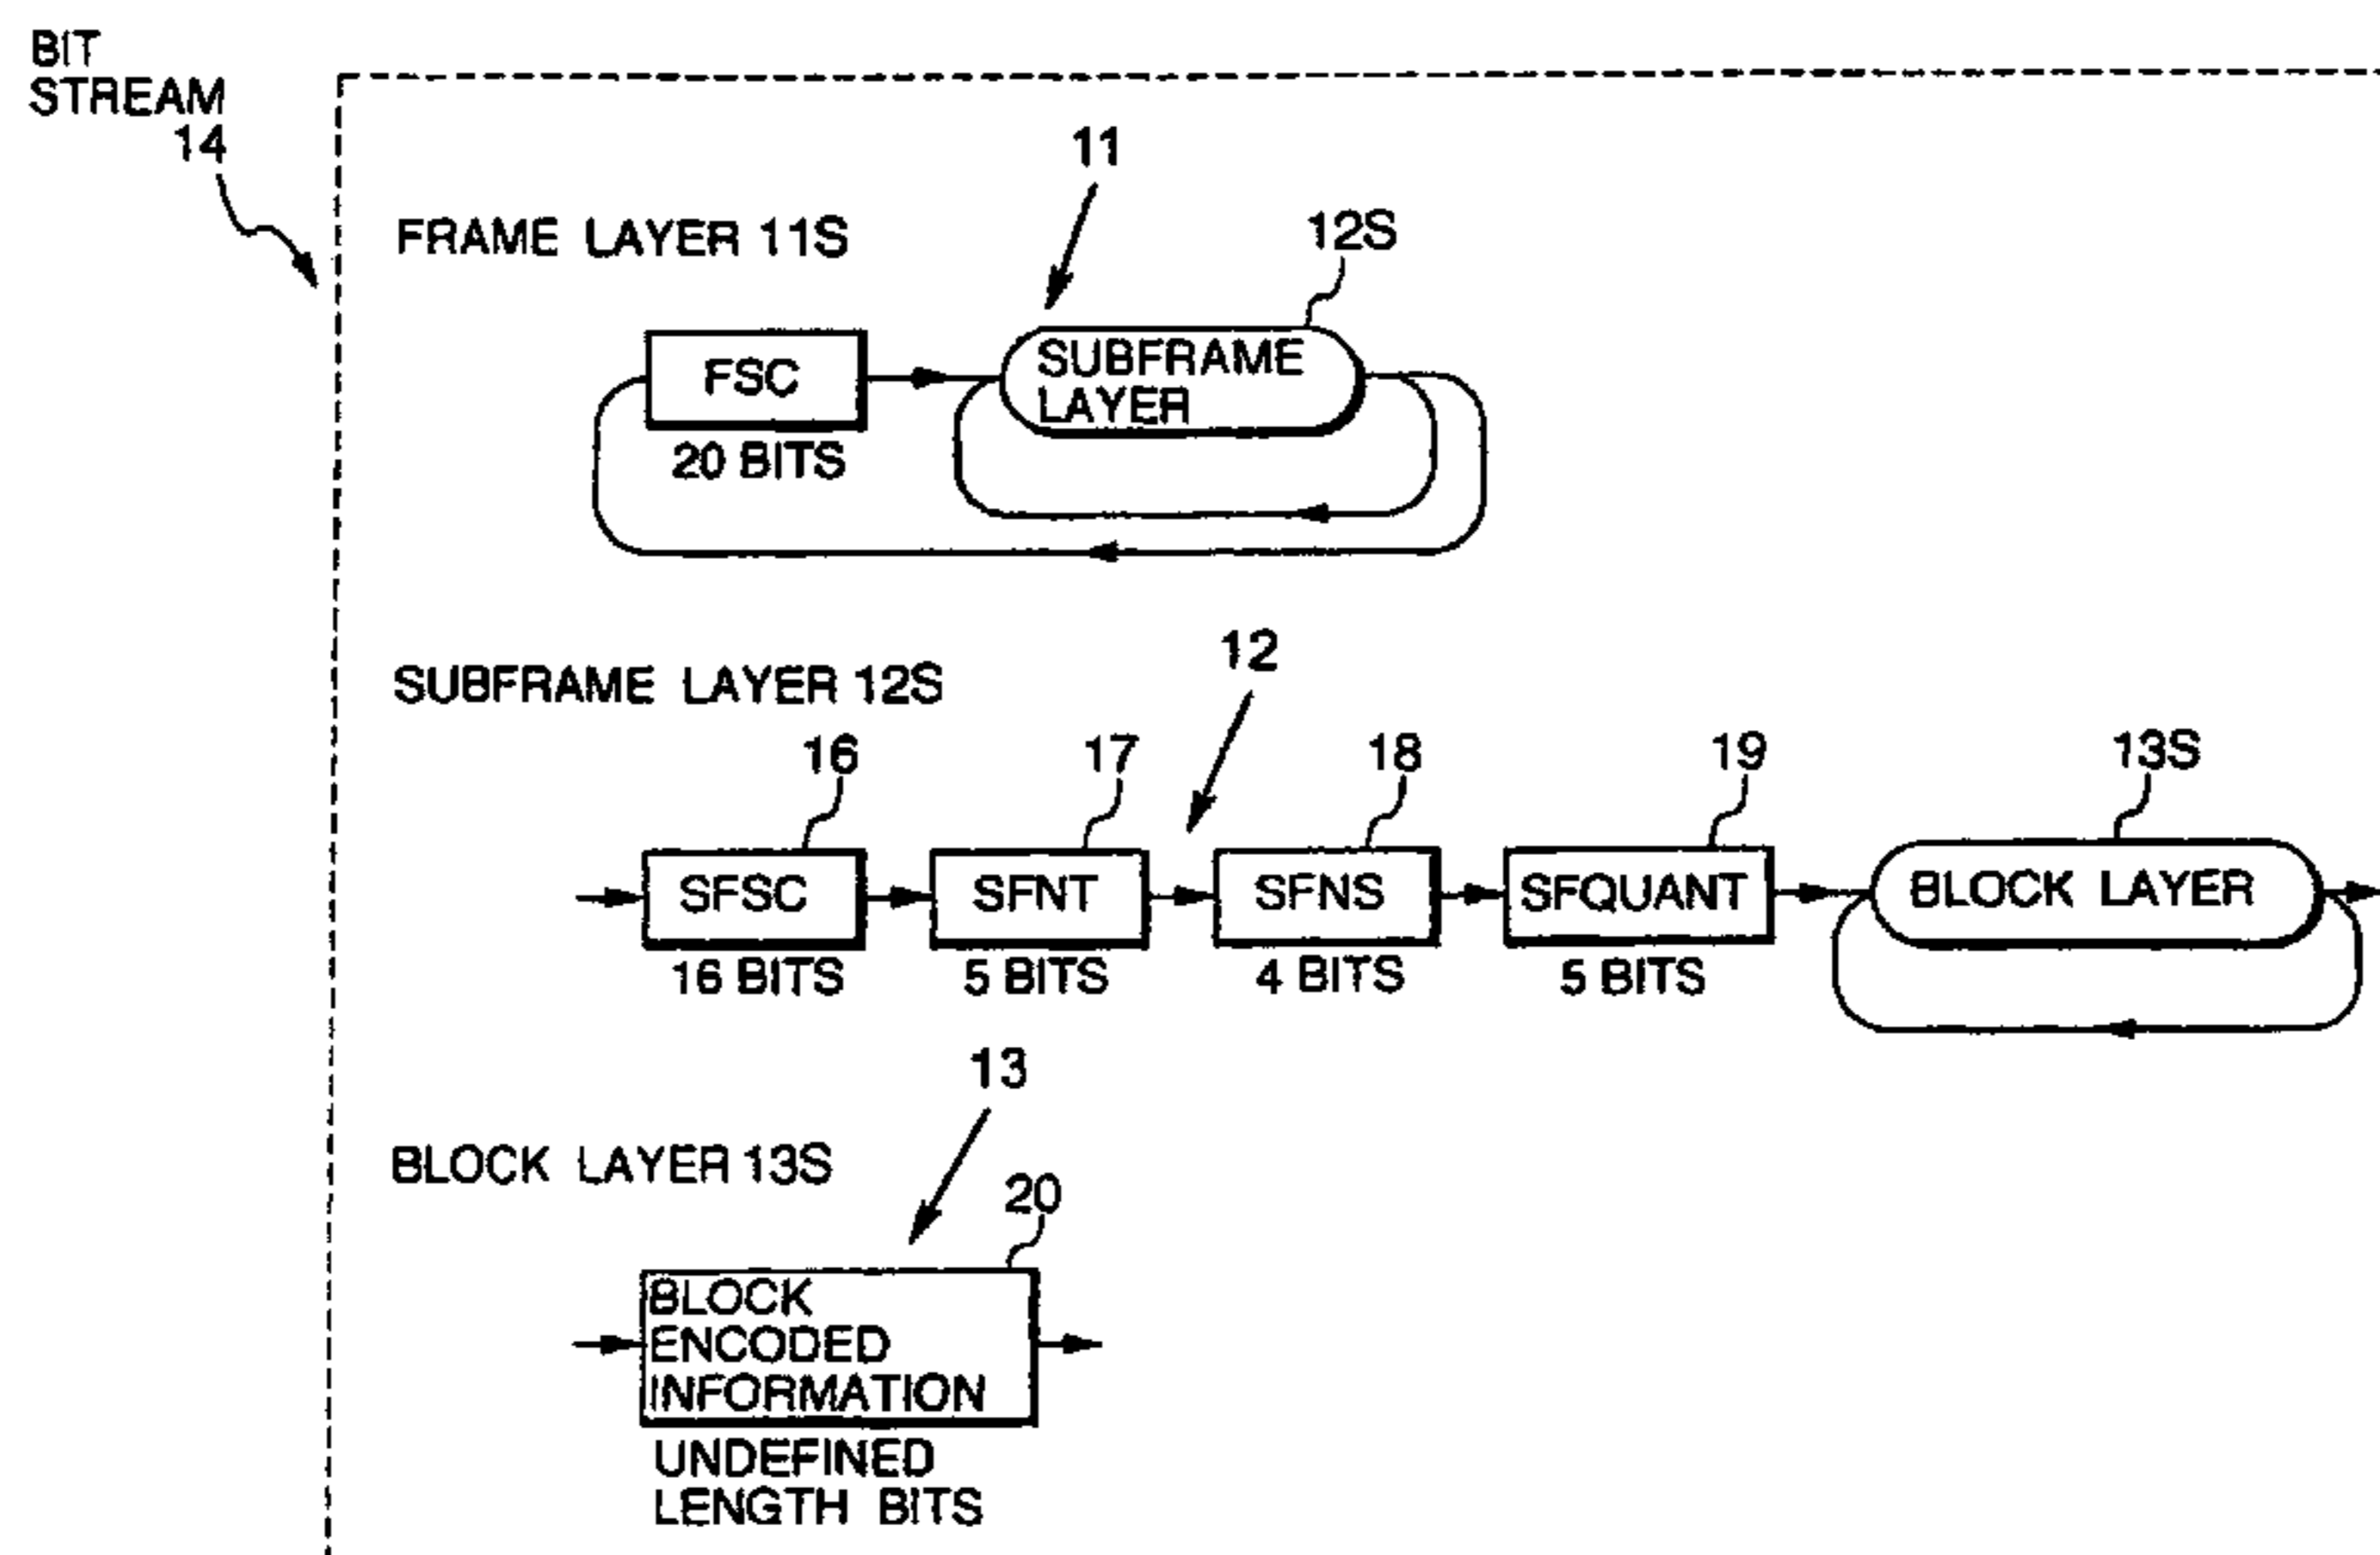 BIT
STREAM
14
11
FRAME LAYER 11S
12S
FSC
SUBFRAME
LAYER
20 BITS
12
SUBFRAME LAYER 12S
16
17
18
19
13S
SFSC
SFNT
SFNS
SFQUANT
BLOCK LAYER
16 BITS
5 BITS
4 BITS
5 BITS
13
BLOCK LAYER 13S
20
BLOCK
ENCODED
INFORMATION
UNDEFINED
LENGTH BITS